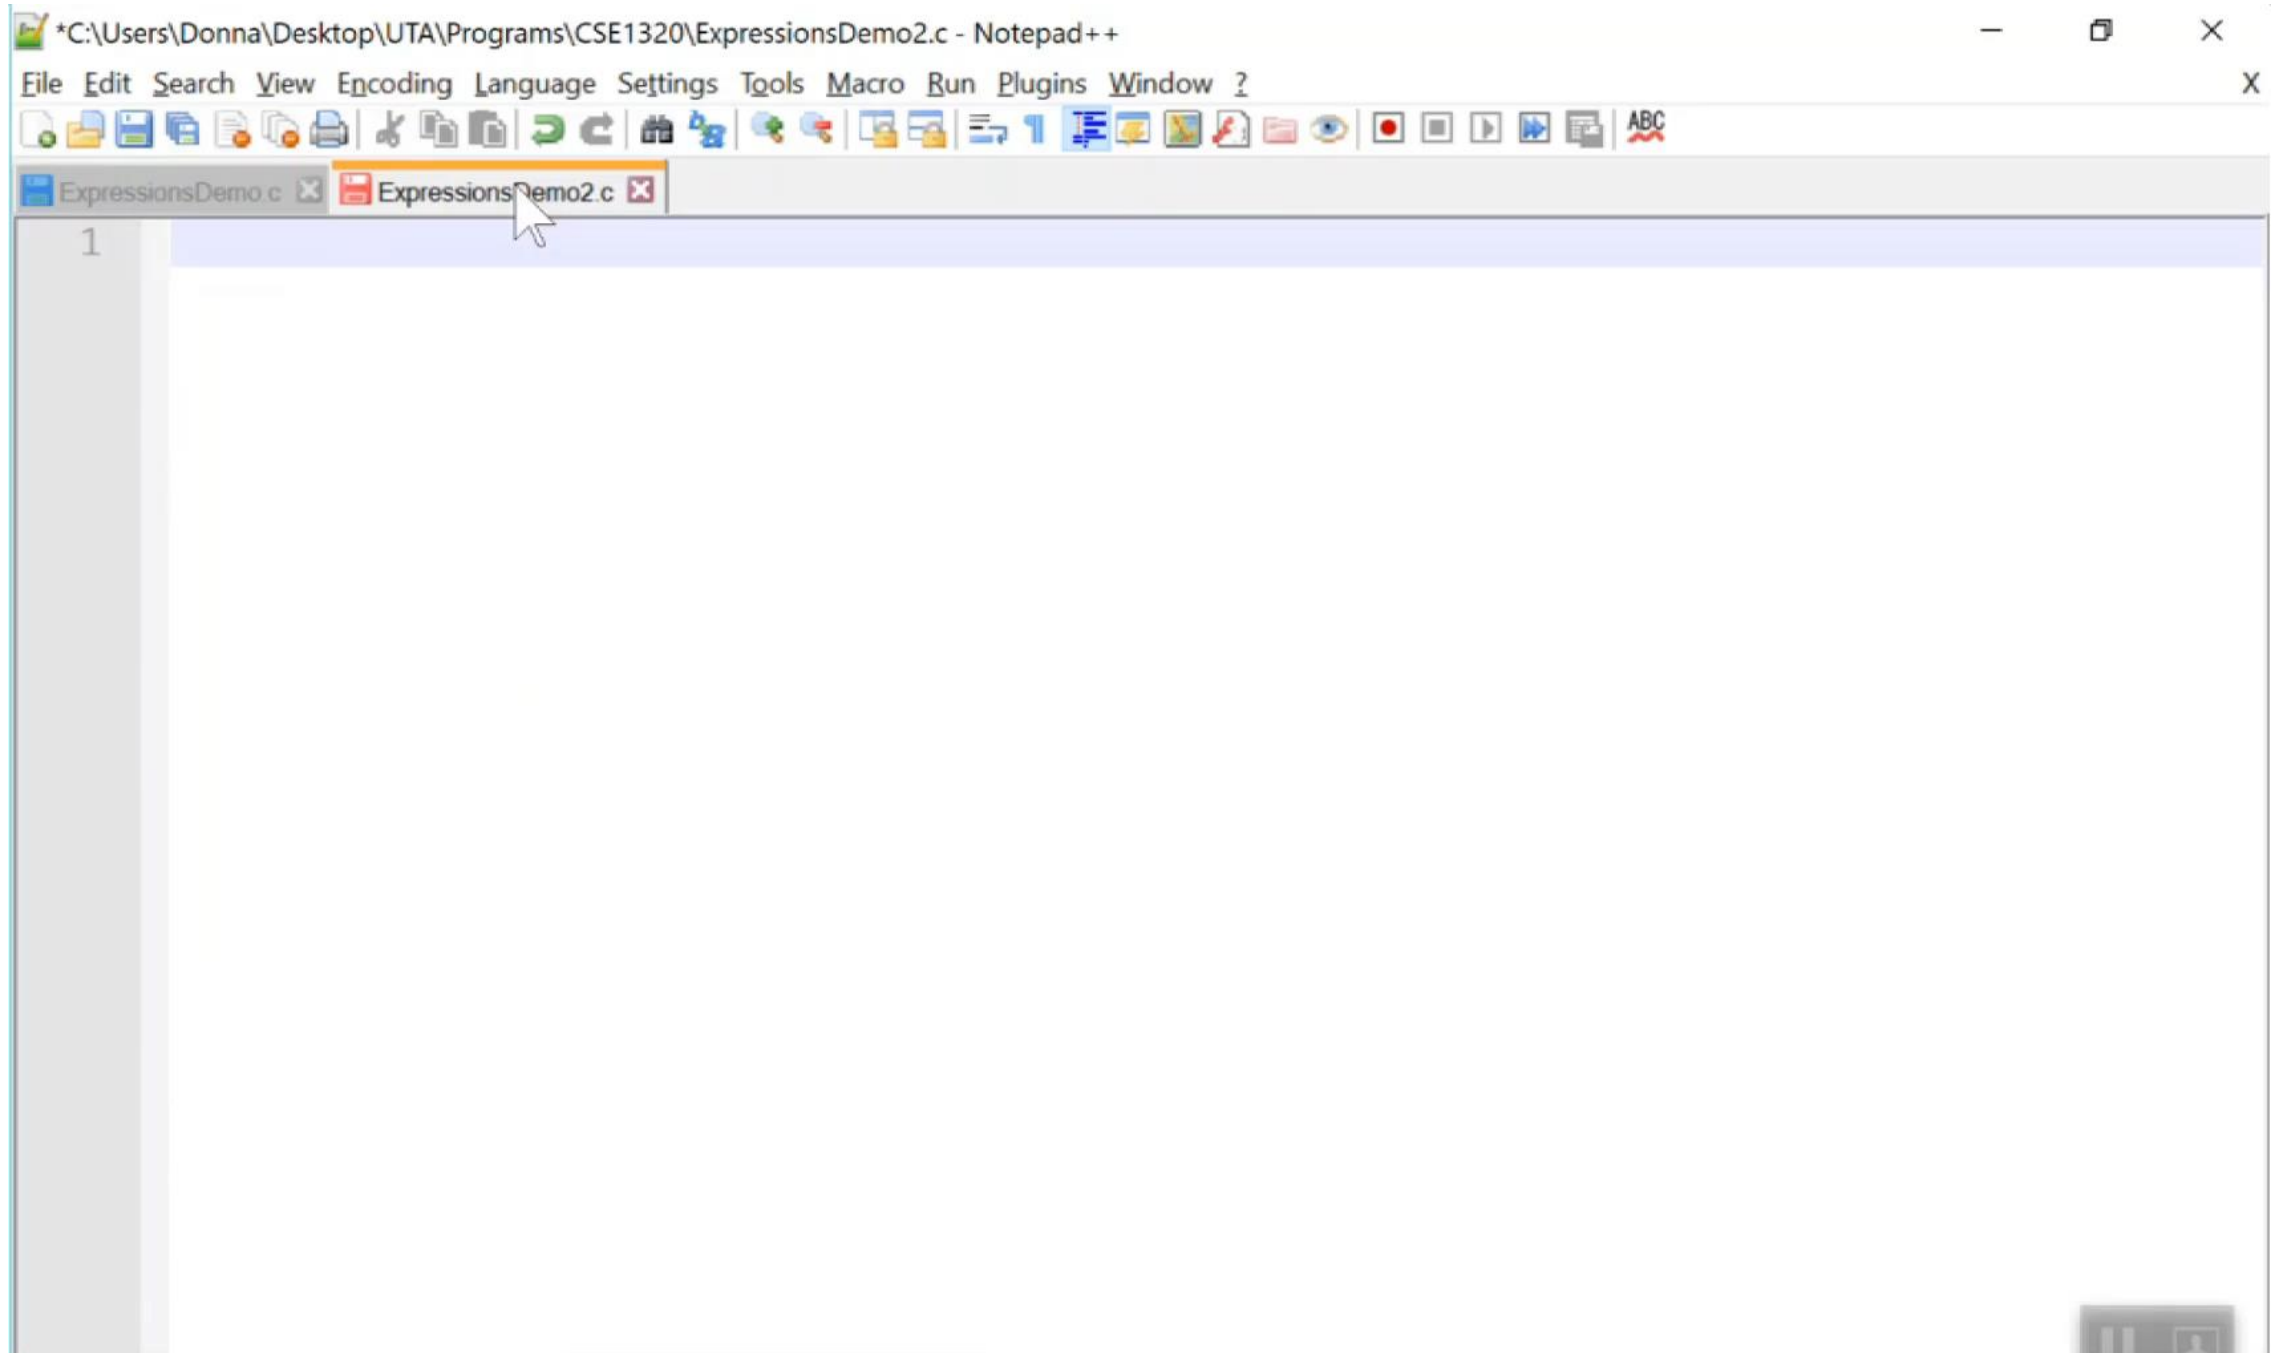 *C:\Users\Donna\Desktop\UTA\Programs\CSE1320\ExpressionsDemo2.c - Notepad++
File Edit Search View Encoding Language Settings Tools Macro Run Plugins Window ? X
ABC
ExpressionsDemo.c ExpressionsDemo2.c
1